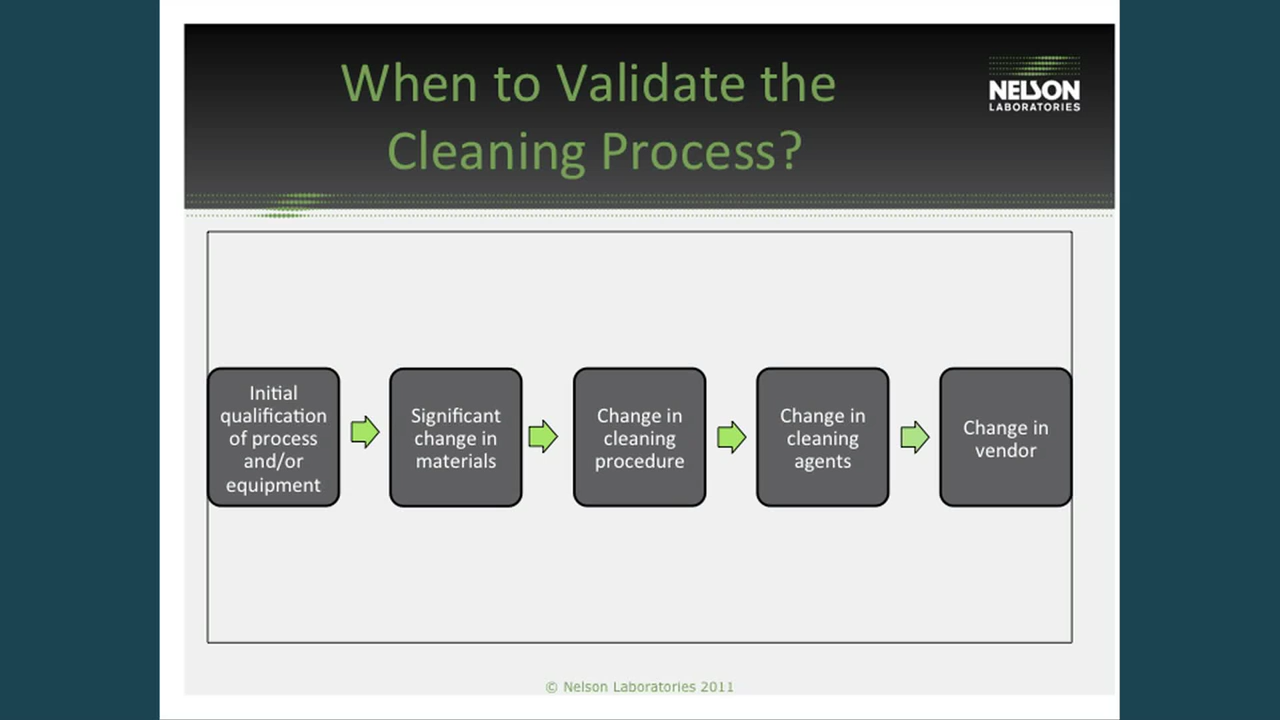 When to Validate the
Cleaning Process?
NELSON
LABORATORIES
Initial
qualification
of process
and/or
equipment
Significant
change in
materials
Change in
cleaning
procedure
Change in
cleaning
agents
Change in
vendor
© Nelson Laboratories 2011